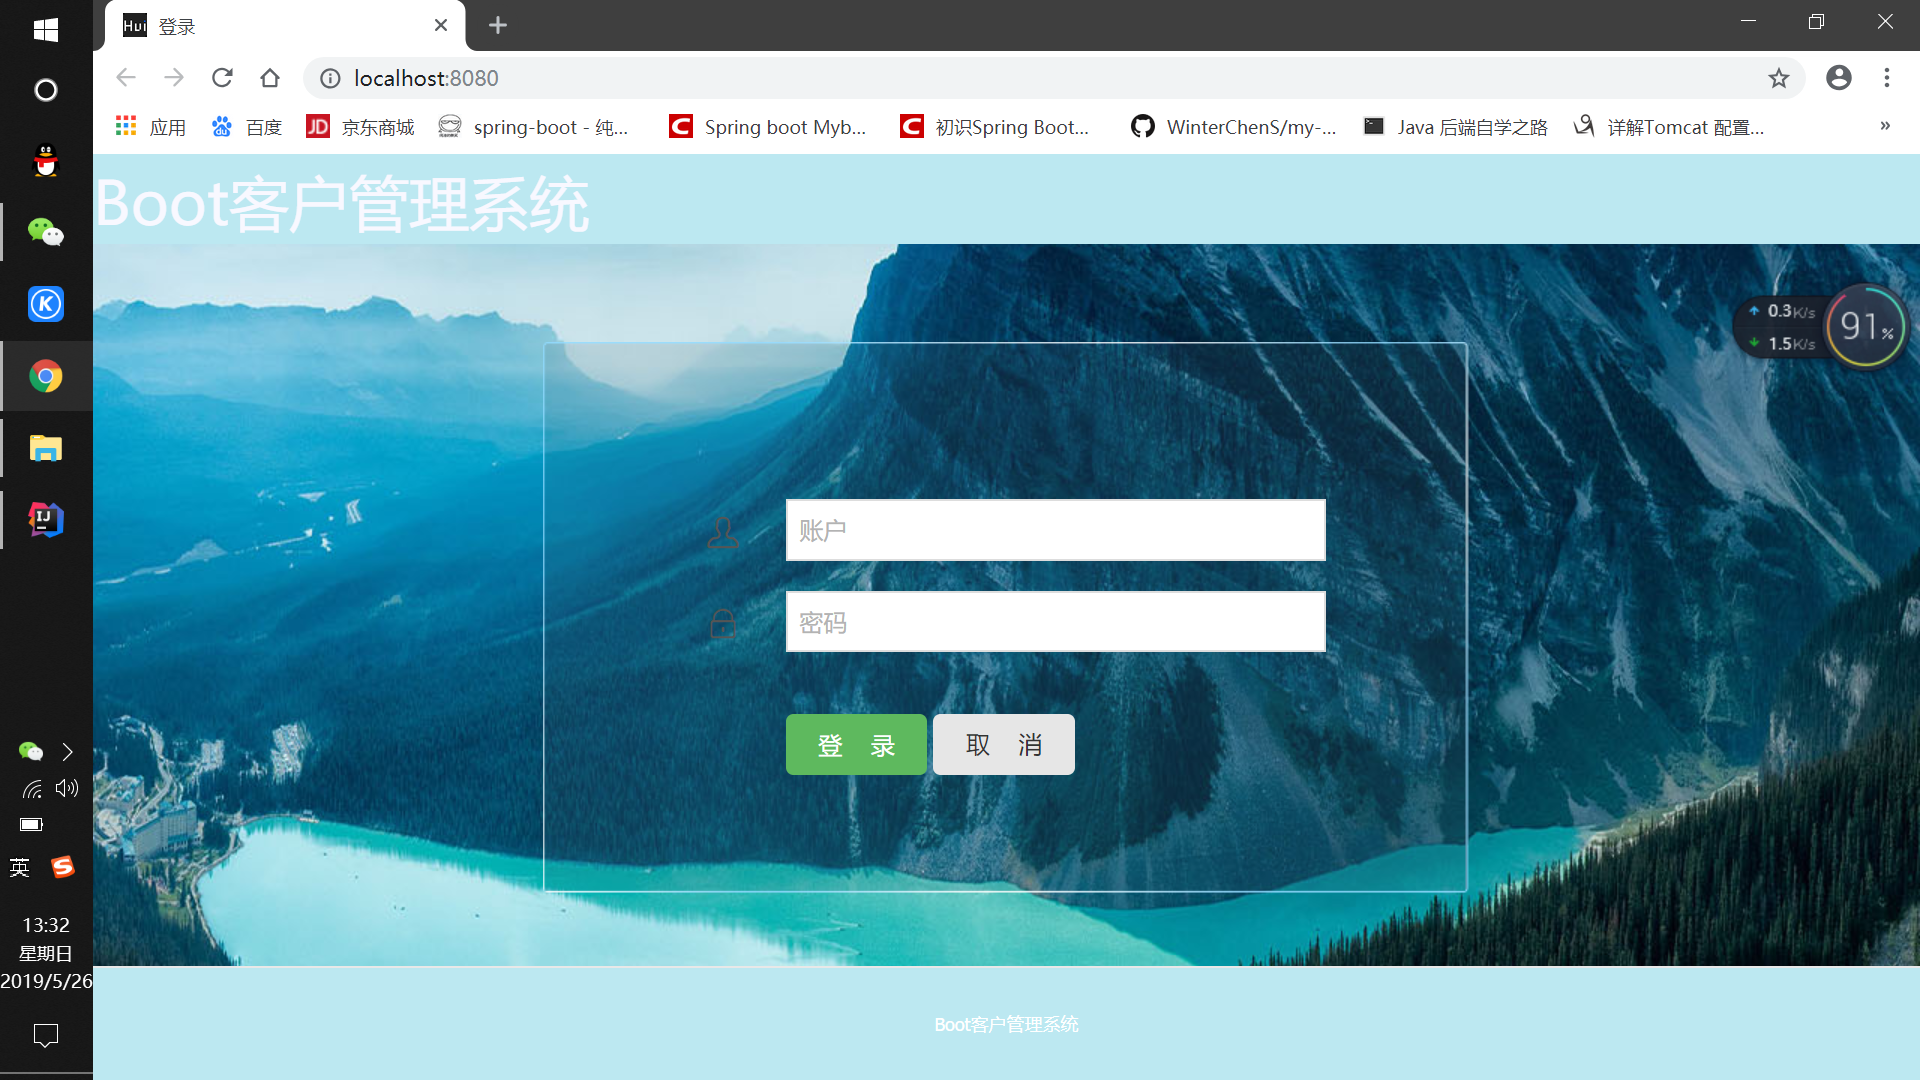 Hui 登录
localhost:8080
应用 百度 JD 京东商城 spring-boot - 纯... Spring boot Myb... 初识Spring Boot... WinterChenS/my-... Java 后端自学之路 详解Tomcat 配置... »
Boot客户管理系统
0.3K/s
1.5K/s
91%
账户
密码
登 录 取 消
Boot客户管理系统
IJ
英
13:32
星期日
2019/5/26